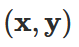 (x, y)